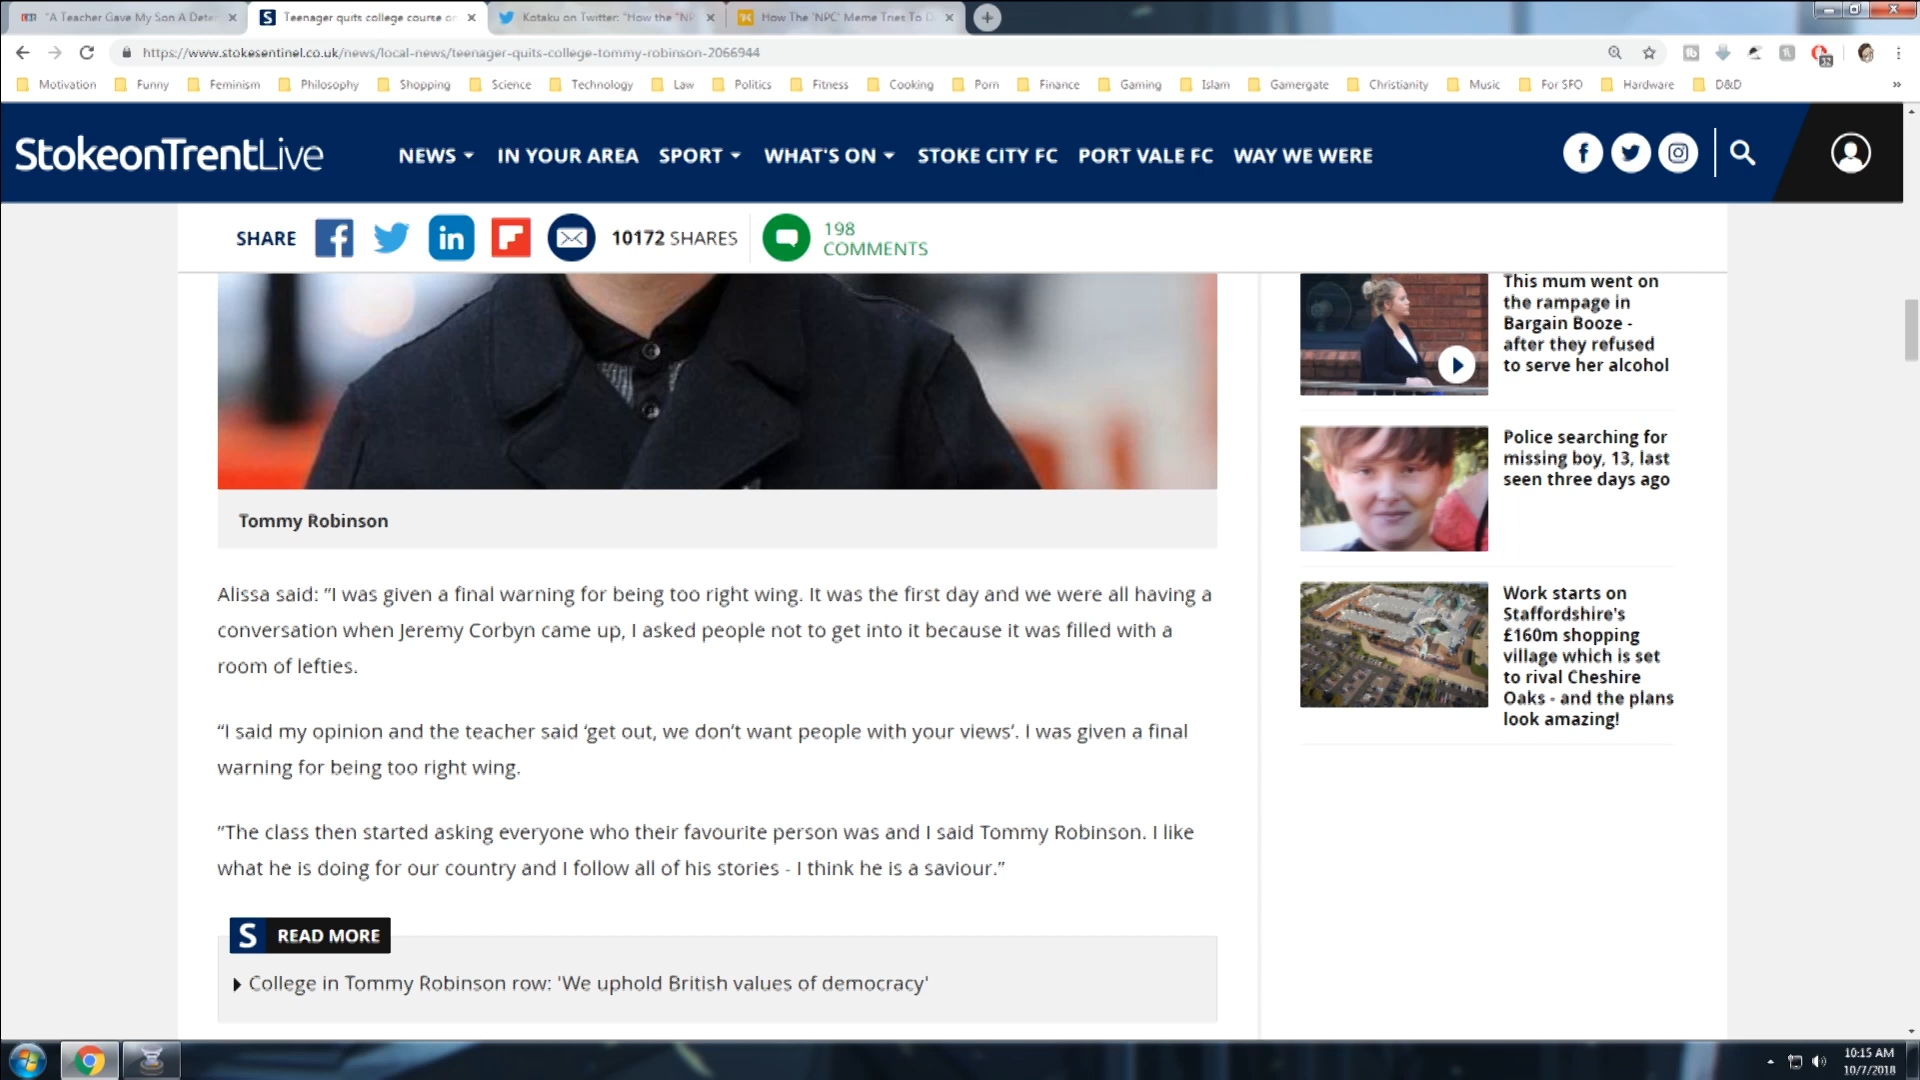 "A Teacher Gave My Son A Deter
Teenager quits college course on
Kotaku on Twitter: "How the "NP
How The 'NPC' Meme Tries To D
https://www.stokesentinel.co.uk/news/local-news/teenager-quits-college-tommy-robinson-2066944
Motivation Funny Feminism Philosophy Shopping Science Technology Law Politics Fitness Cooking Porn Finance Gaming Islam Gamergate Christianity Music For SFO Hardware D&D »
StokeonTrentLive NEWS IN YOUR AREA SPORT WHAT'S ON STOKE CITY FC PORT VALE FC WAY WE WERE
SHARE 10172 SHARES 198
COMMENTS
Tommy Robinson
Alissa said: “I was given a final warning for being too right wing. It was the first day and we were all having a
conversation when Jeremy Corbyn came up, I asked people not to get into it because it was filled with a
room of lefties.
“I said my opinion and the teacher said ‘get out, we don’t want people with your views’. I was given a final
warning for being too right wing.
“The class then started asking everyone who their favourite person was and I said Tommy Robinson. I like
what he is doing for our country and I follow all of his stories - I think he is a saviour.”
S READ MORE
College in Tommy Robinson row: 'We uphold British values of democracy'
This mum went on
the rampage in
Bargain Booze -
after they refused
to serve her alcohol
Police searching for
missing boy, 13, last
seen three days ago
Work starts on
Staffordshire's
£160m shopping
village which is set
to rival Cheshire
Oaks - and the plans
look amazing!
10:15 AM
10/7/2018